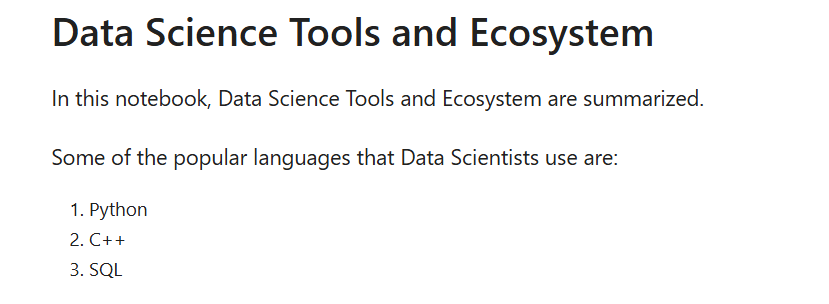 Data Science Tools and Ecosystem
In this notebook, Data Science Tools and Ecosystem are summarized.
Some of the popular languages that Data Scientists use are:
1. Python
2. C++
3. SQL